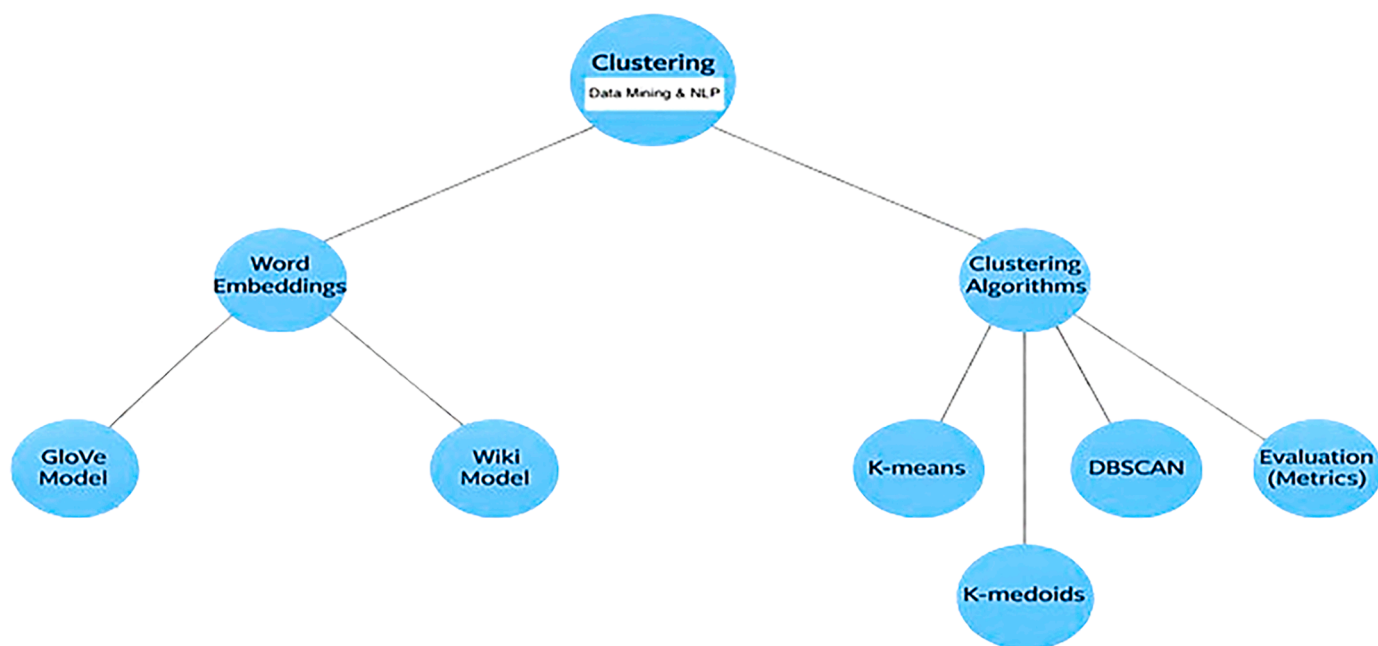 Clustering
Data Mining & NLP
Word
Embeddings
Clustering
Algorithms
GloVe
Model
Wiki
Model
K-means
DBSCAN
Evaluation
(Metrics)
K-medoids